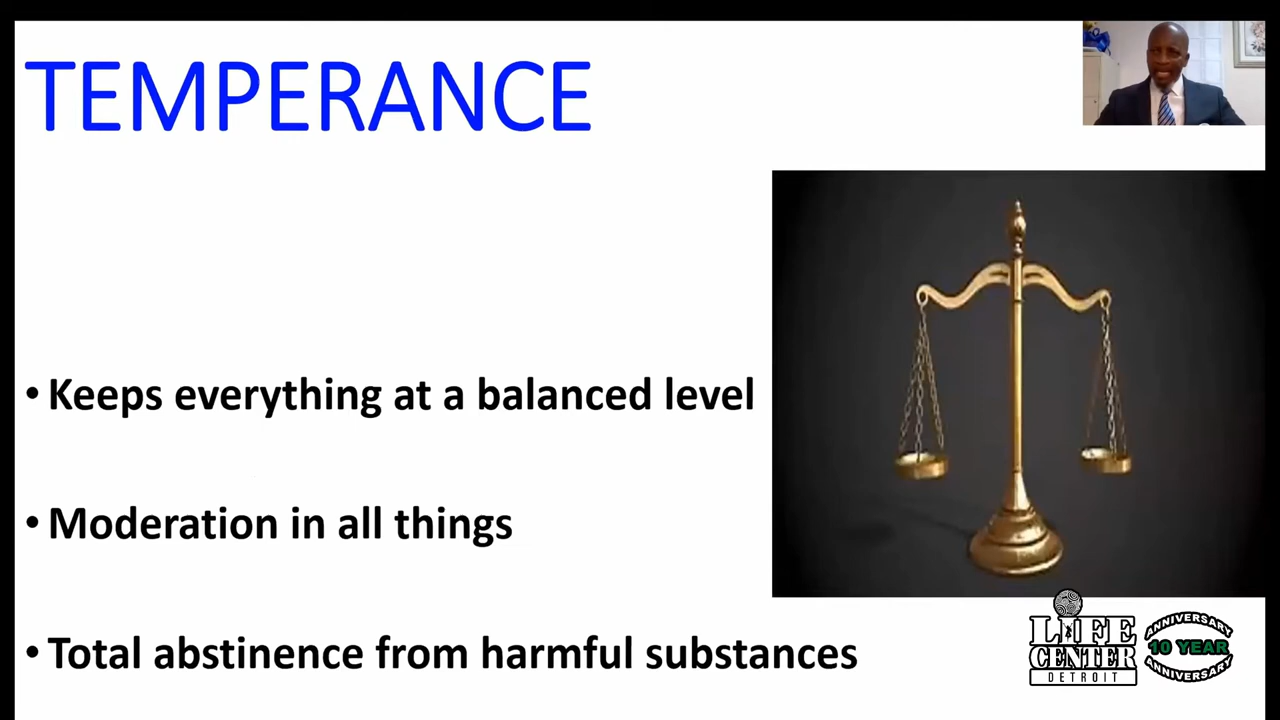 TEMPERANCE
• Keeps everything at a balanced level
• Moderation in all things
• Total abstinence from harmful substances
LIFE
CENTER
DETROIT
ANNIVERSARY
10 YEAR
ANNIVERSARY